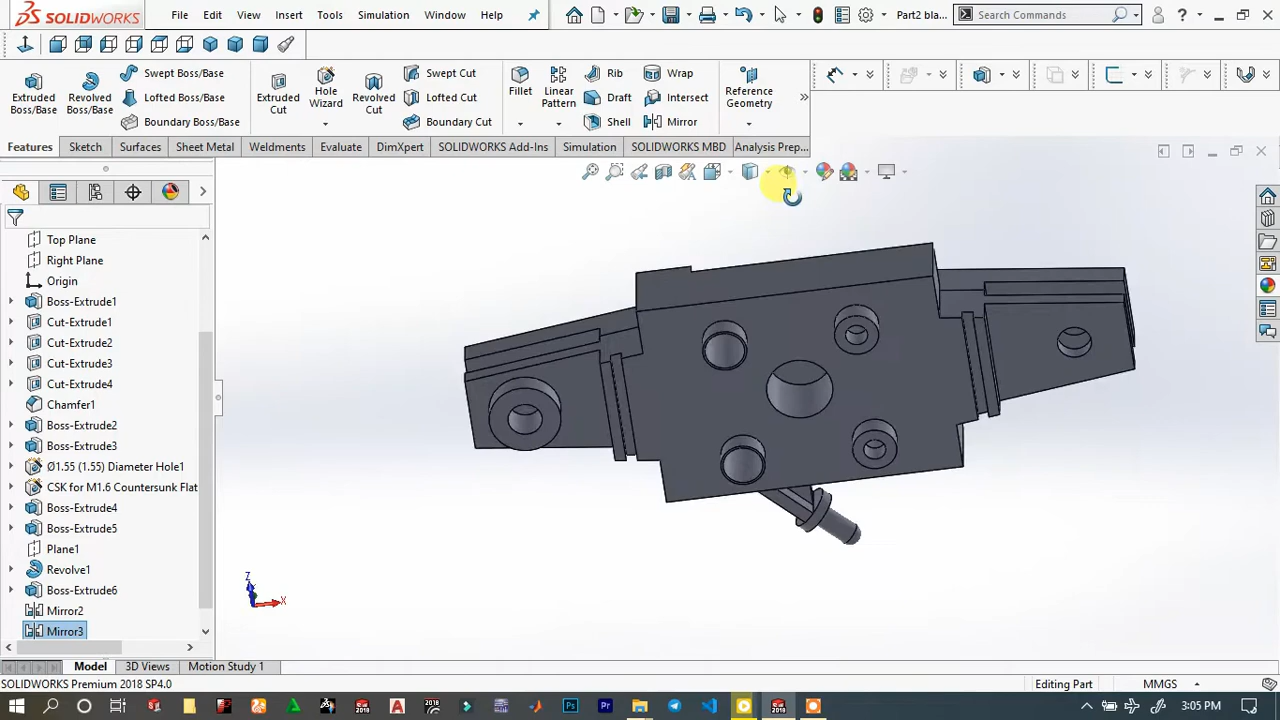 SOLIDWORKS File Edit View Insert Tools Simulation Window Help Part2 bla... Search Commands
Extruded Boss/Base
Revolved Boss/Base
Swept Boss/Base
Lofted Boss/Base
Boundary Boss/Base
Extruded Cut
Hole Wizard
Revolved Cut
Swept Cut
Lofted Cut
Boundary Cut
Fillet
Linear Pattern
Rib
Draft
Shell
Wrap
Intersect
Mirror
Reference Geometry
Features Sketch Surfaces Sheet Metal Weldments Evaluate DimXpert SOLIDWORKS Add-Ins Simulation SOLIDWORKS MBD Analysis Prep...
Top Plane
Right Plane
Origin
Boss-Extrude1
Cut-Extrude1
Cut-Extrude2
Cut-Extrude3
Cut-Extrude4
Chamfer1
Boss-Extrude2
Boss-Extrude3
Ø1.55 (1.55) Diameter Hole1
CSK for M1.6 Countersunk Flat
Boss-Extrude4
Boss-Extrude5
Plane1
Revolve1
Boss-Extrude6
Mirror2
Mirror3
Z
X
Model 3D Views Motion Study 1
SOLIDWORKS Premium 2018 SP4.0 Editing Part MMGS
3:05 PM